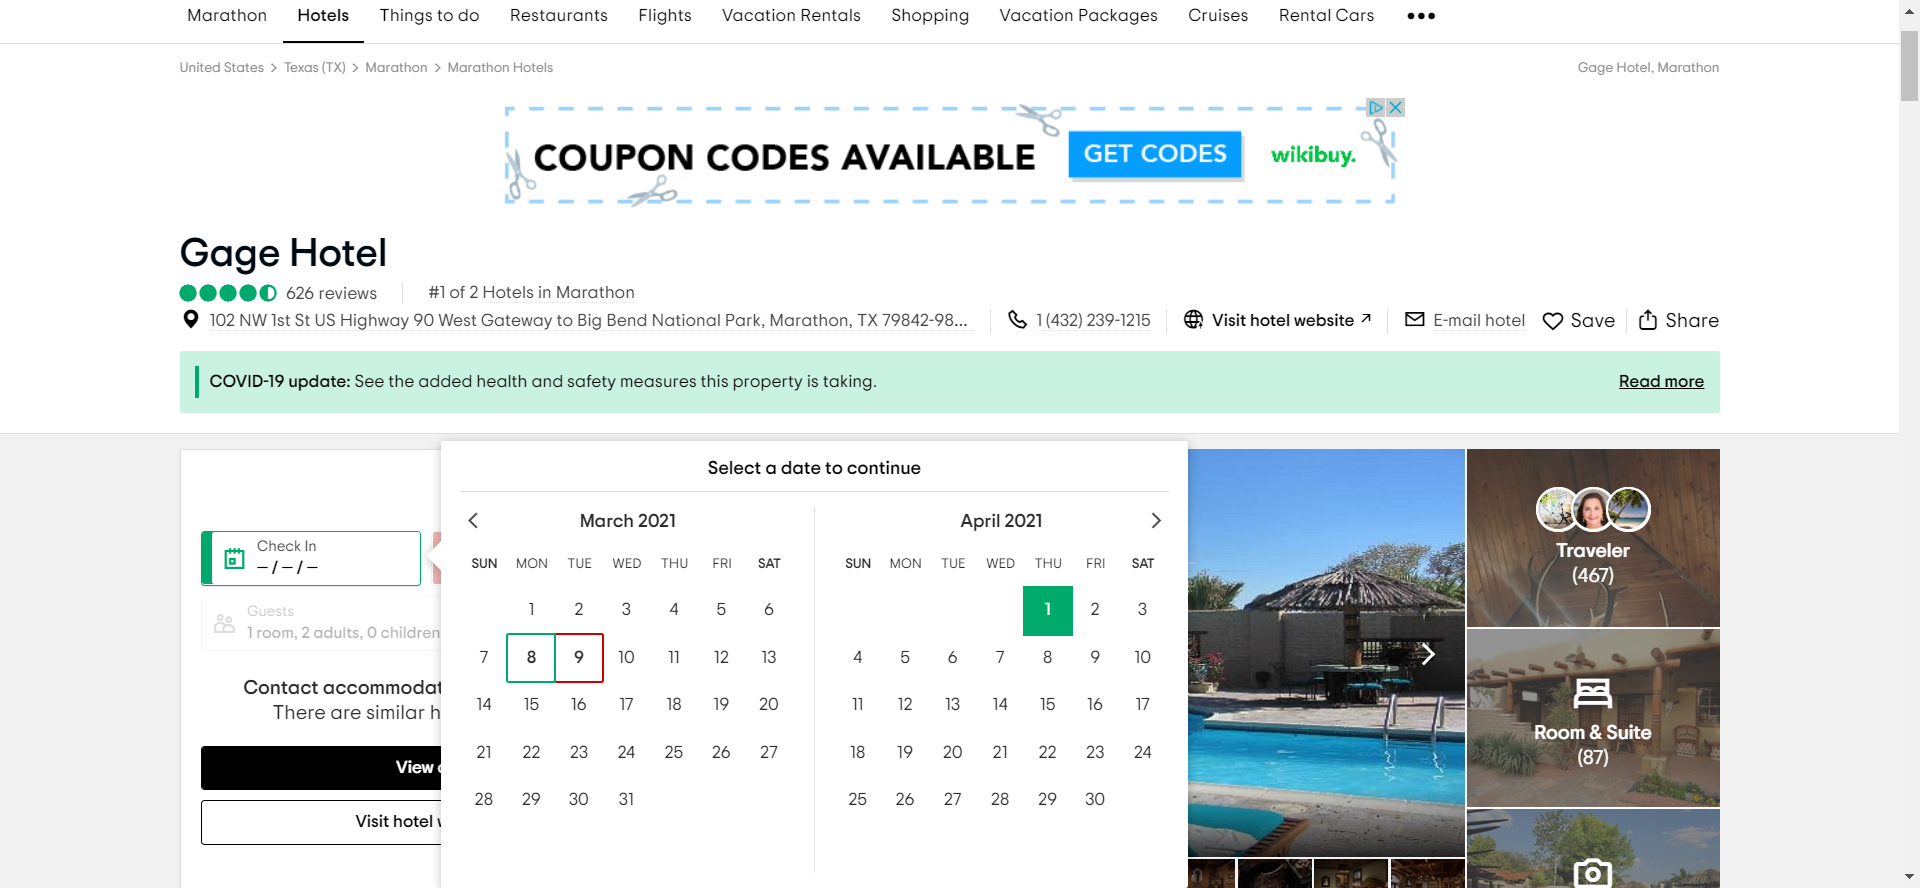 Marathon Hotels Things to do Restaurants Flights Vacation Rentals Shopping Vacation Packages Cruises Rental Cars
United States > Texas (TX) > Marathon > Marathon Hotels
Gage Hotel, Marathon
COUPON CODES AVAILABLE GET CODES wikibuy.
Gage Hotel
626 reviews #1 of 2 Hotels in Marathon
102 NW 1st St US Highway 90 West Gateway to Big Bend National Park, Marathon, TX 79842-98... 1 (432) 239-1215 Visit hotel website E-mail hotel Save Share
COVID-19 update: See the added health and safety measures this property is taking. Read more
Check In
– / – / –
Guests
1 room, 2 adults, 0 children
Contact accommodat
There are similar h
View
Visit hotel
Select a date to continue
March 2021
SUN MON TUE WED THU FRI SAT
1 2 3 4 5 6
7 8 9 10 11 12 13
14 15 16 17 18 19 20
21 22 23 24 25 26 27
28 29 30 31
April 2021
SUN MON TUE WED THU FRI SAT
1 2 3
4 5 6 7 8 9 10
11 12 13 14 15 16 17
18 19 20 21 22 23 24
25 26 27 28 29 30
Traveler
(467)
Room & Suite
(87)